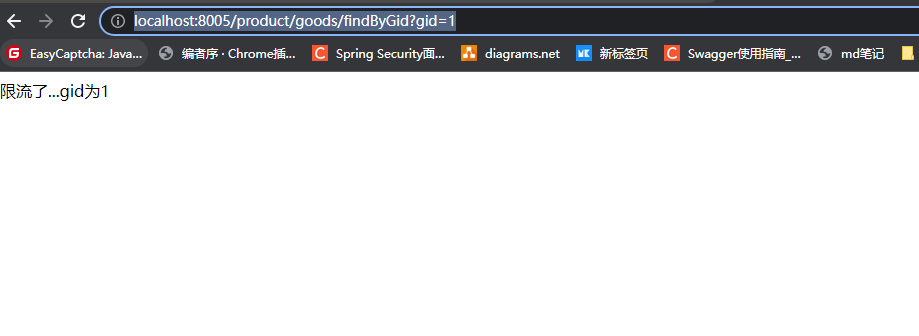 localhost:8005/product/goods/findByGid?gid=1
EasyCaptcha: Java... 编者序 · Chrome插... Spring Security面... diagrams.net 新标签页 Swagger使用指南_... md笔记
限流了...gid为1